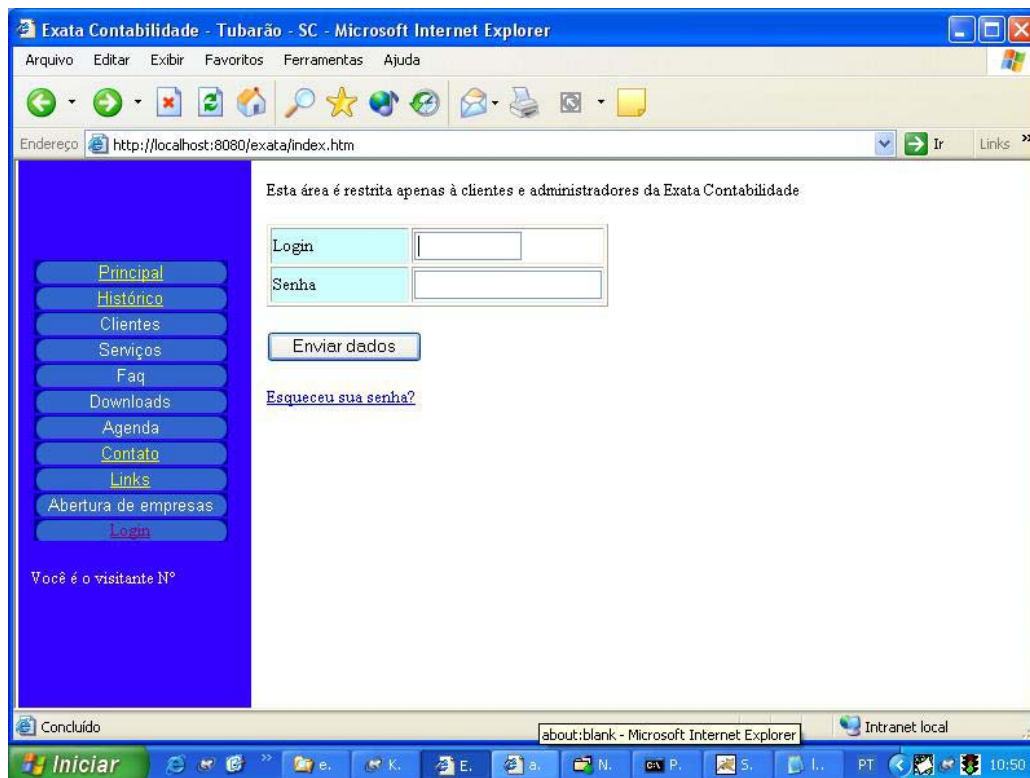 Exata Contabilidade - Tubarão - SC - Microsoft Internet Explorer
Arquivo Editar Exibir Favoritos Ferramentas Ajuda
Endereço http://localhost:8080/exata/index.htm Ir Links »
Esta área é restrita apenas à clientes e administradores da Exata Contabilidade
Login
Senha
Enviar dados
Esqueceu sua senha?
Principal
Histórico
Clientes
Serviços
Faq
Downloads
Agenda
Contato
Links
Abertura de empresas
Login
Você é o visitante N°
Concluído
Intranet local
about:blank - Microsoft Internet Explorer
Iniciar » e. K. E. a. N. P. S. I. PT 10:50